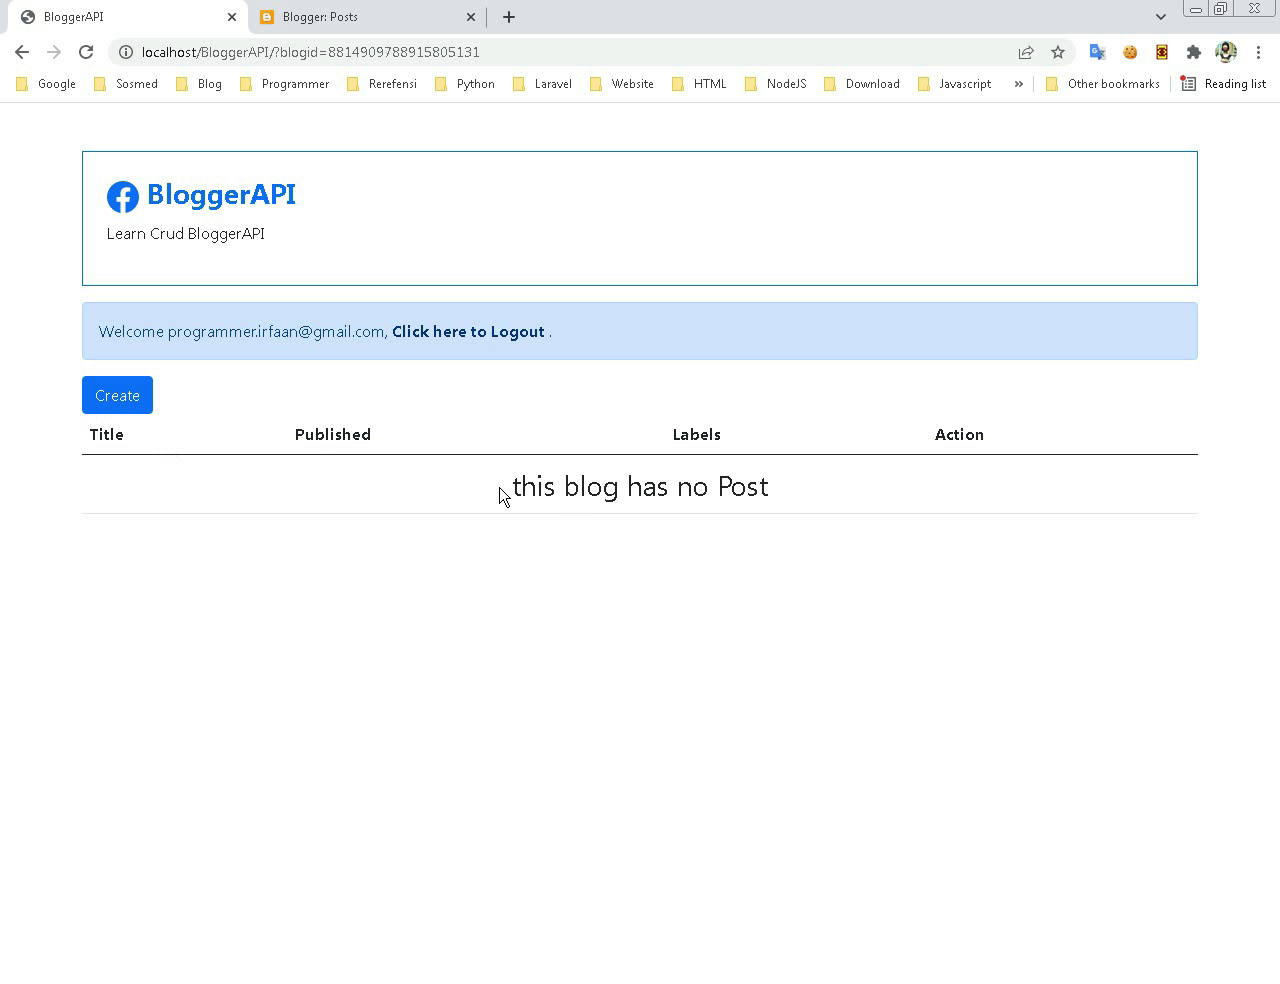 BloggerAPI
Blogger: Posts
localhost/BloggerAPI/?blogid=8814909788915805131
Google Sosmed Blog Programmer Rerefensi Python Laravel Website HTML NodeJS Download Javascript » Other bookmarks Reading list
BloggerAPI
Learn Crud BloggerAPI
Welcome programmer.irfaan@gmail.com, Click here to Logout .
Create
Title Published Labels Action
this blog has no Post